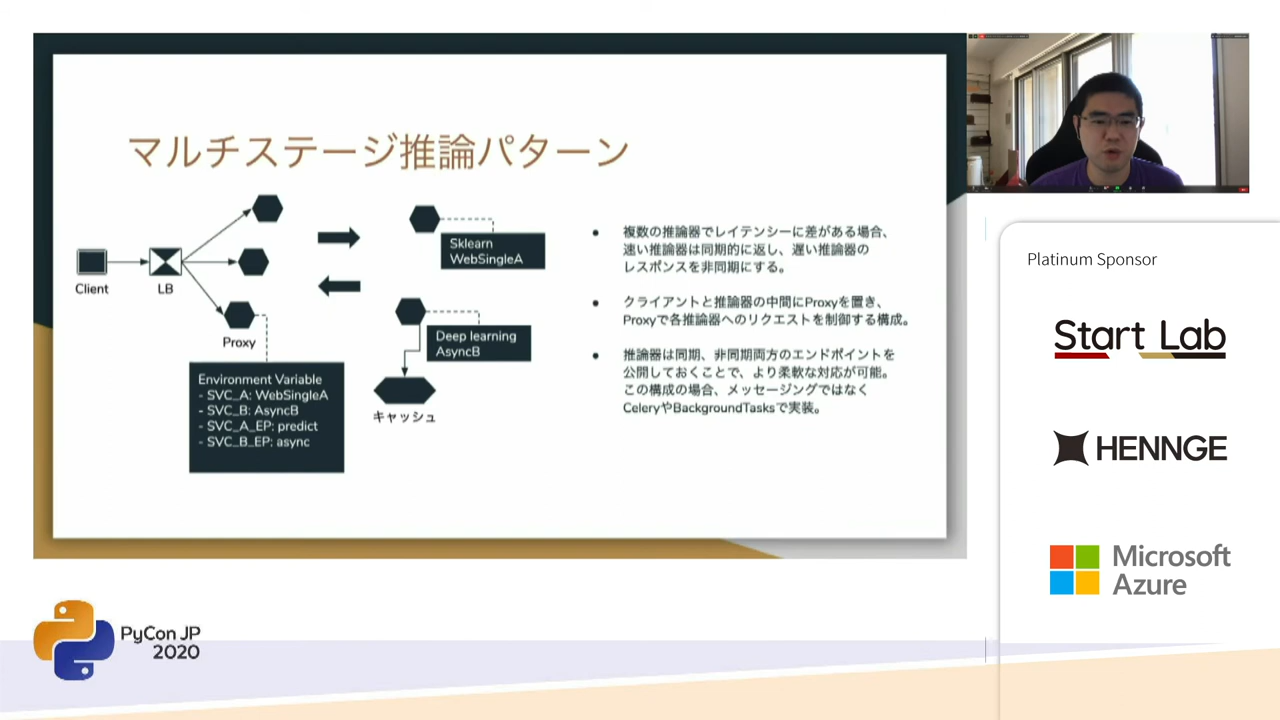 マルチステージ推論パターン
Client
LB
Proxy
Environment Variable
- SVC_A: WebSingleA
- SVC_B: AsyncB
- SVC_A_EP: predict
- SVC_B_EP: async
Sklearn
WebSingleA
Deep learning
AsyncB
キャッシュ
● 複数の推論器でレイテンシーに差がある場合、
速い推論器は同期的に返し、遅い推論器の
レスポンスを非同期にする。
● クライアントと推論器の中間にProxyを置き、
Proxyで各推論器へのリクエストを制御する構成。
● 推論器は同期、非同期両方のエンドポイントを
公開しておくことで、より柔軟な対応が可能。
この構成の場合、メッセージングではなく
CeleryやBackgroundTasksで実装。
Platinum Sponsor
Start Lab
HENNGE
Microsoft
Azure
PyCon JP
2020